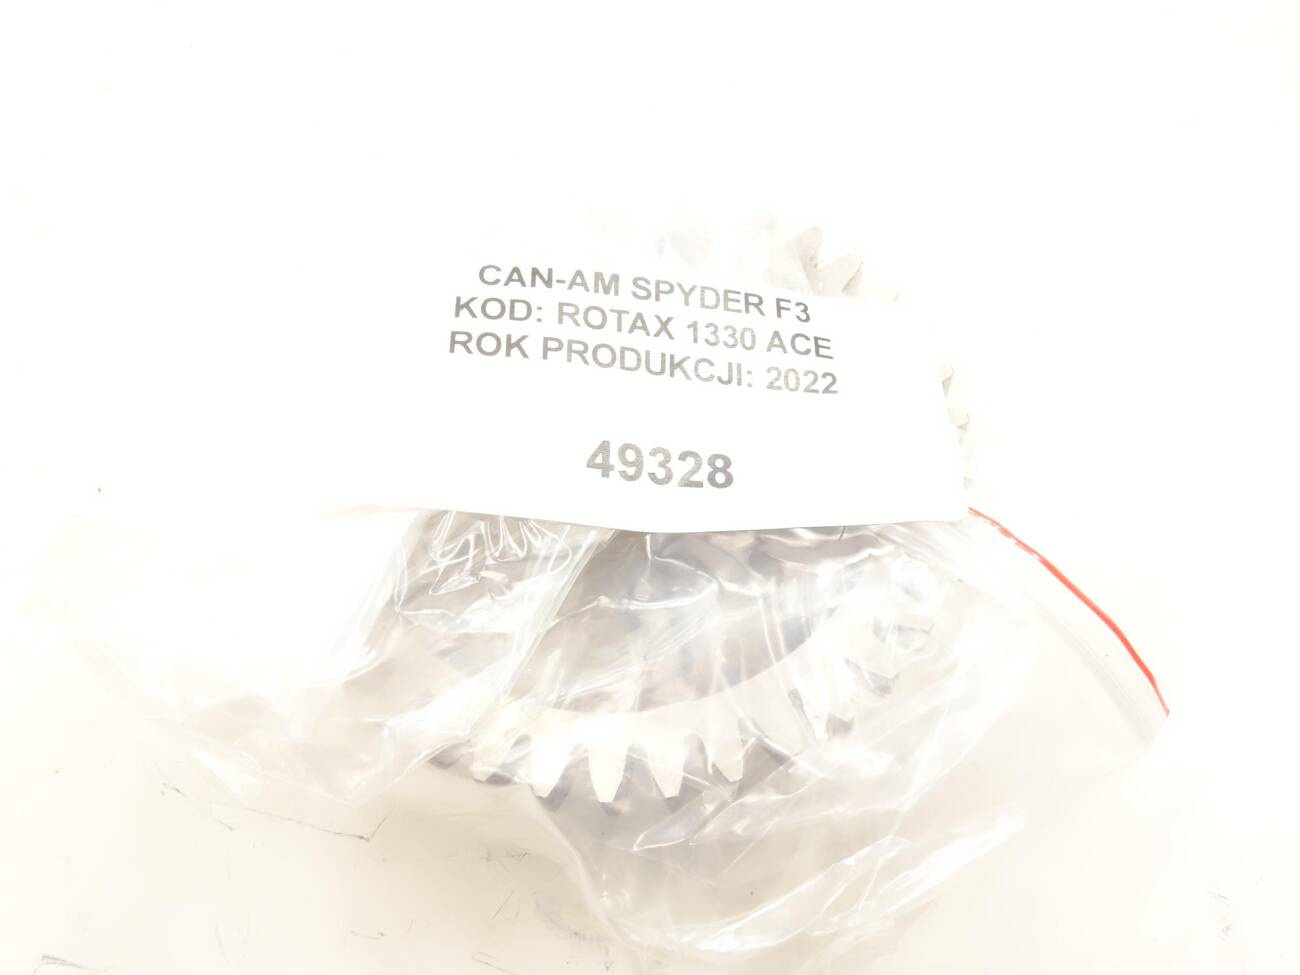 CAN-AM SPYDER F3
KOD: ROTAX 1330 ACE
ROK PRODUKCJI: 2022
49328